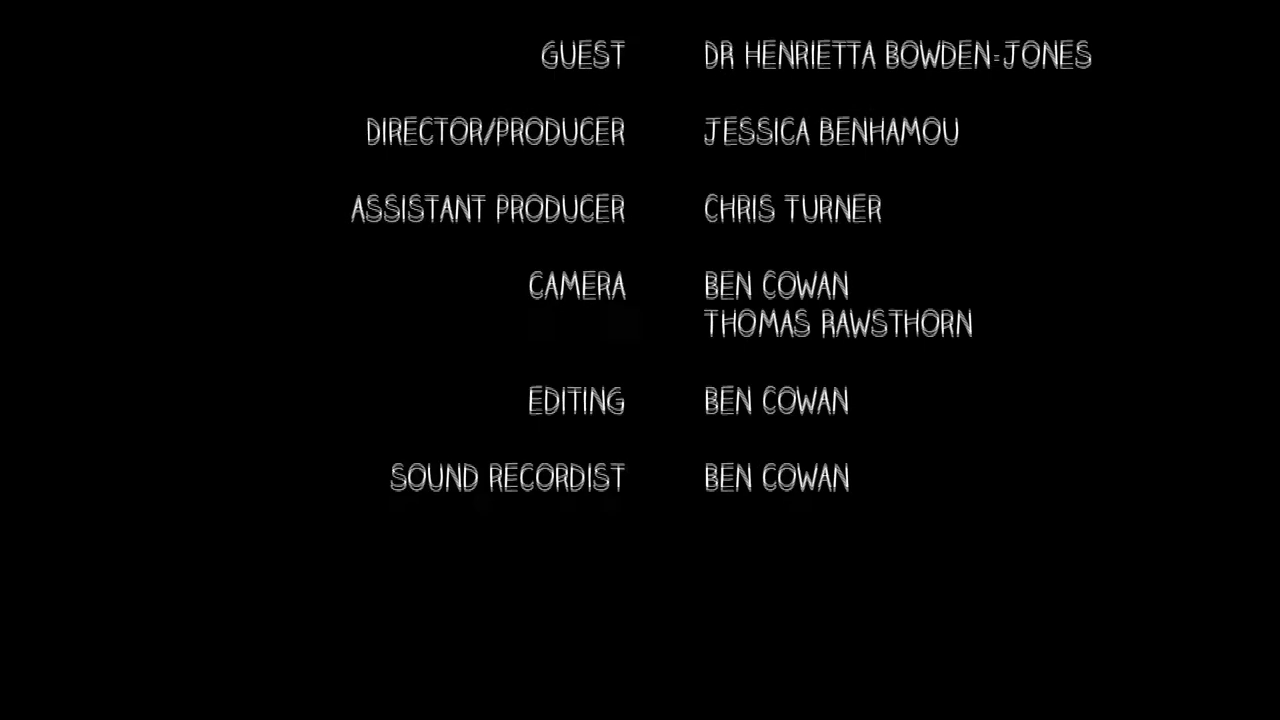 GUEST DR HENRIETTA BOWDEN-JONES
DIRECTOR/PRODUCER JESSICA BENHAMOU
ASSISTANT PRODUCER CHRIS TURNER
CAMERA BEN COWAN
THOMAS RAWSTHORN
EDITING BEN COWAN
SOUND RECORDIST BEN COWAN